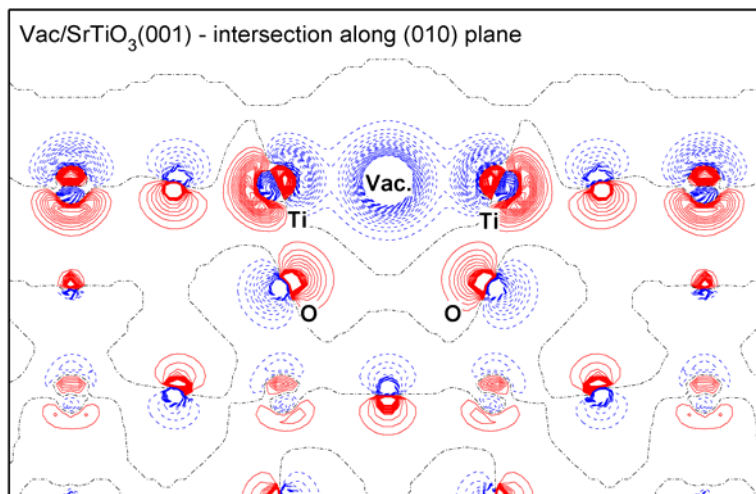 Vac/SrTiO₃(001) - intersection along (010) plane
Vac.
Ti Ti
O O